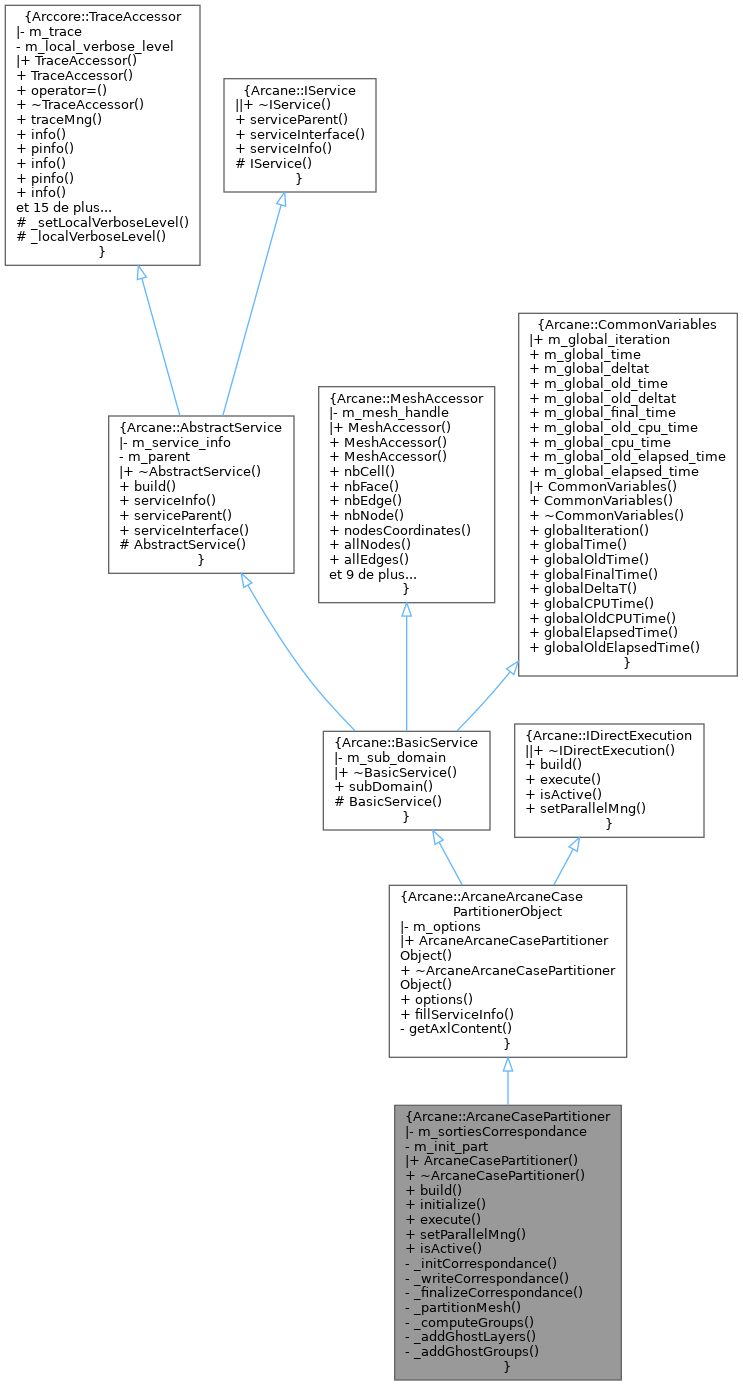 {Arccore::TraceAccessor
|- m_trace
- m_local_verbose_level
|+ TraceAccessor()
+ TraceAccessor()
+ operator=()
+ ~TraceAccessor()
+ traceMng()
+ info()
+ pinfo()
+ info()
+ pinfo()
+ info()
et 15 de plus...
# _setLocalVerboseLevel()
# _localVerboseLevel()
}
{Arcane::IService
||+ ~IService()
+ serviceParent()
+ serviceInterface()
+ serviceInfo()
# IService()
}
{Arcane::CommonVariables
|+ m_global_iteration
+ m_global_time
+ m_global_deltat
+ m_global_old_time
+ m_global_old_deltat
+ m_global_final_time
+ m_global_old_cpu_time
+ m_global_cpu_time
+ m_global_old_elapsed_time
+ m_global_elapsed_time
|+ CommonVariables()
+ CommonVariables()
+ ~CommonVariables()
+ globalIteration()
+ globalTime()
+ globalOldTime()
+ globalFinalTime()
+ globalDeltaT()
+ globalCPUTime()
+ globalOldCPUTime()
+ globalElapsedTime()
+ globalOldElapsedTime()
}
{Arcane::MeshAccessor
|- m_mesh_handle
|+ MeshAccessor()
+ MeshAccessor()
+ MeshAccessor()
+ nbCell()
+ nbFace()
+ nbEdge()
+ nbNode()
+ nodesCoordinates()
+ allNodes()
+ allEdges()
et 9 de plus...
}
{Arcane::AbstractService
|- m_service_info
- m_parent
|+ ~AbstractService()
+ build()
+ serviceInfo()
+ serviceParent()
+ serviceInterface()
# AbstractService()
}
{Arcane::BasicService
|- m_sub_domain
|+ ~BasicService()
+ subDomain()
# BasicService()
}
{Arcane::IDirectExecution
||+ ~IDirectExecution()
+ build()
+ execute()
+ isActive()
+ setParallelMng()
}
{Arcane::ArcaneArcaneCase
PartitionerObject
|- m_options
|+ ArcaneArcaneCasePartitioner
Object()
+ ~ArcaneArcaneCasePartitioner
Object()
+ options()
+ fillServiceInfo()
- getAxlContent()
}
{Arcane::ArcaneCasePartitioner
|- m_sortiesCorrespondance
- m_init_part
|+ ArcaneCasePartitioner()
+ ~ArcaneCasePartitioner()
+ build()
+ initialize()
+ execute()
+ setParallelMng()
+ isActive()
- _initCorrespondance()
- _writeCorrespondance()
- _finalizeCorrespondance()
- _partitionMesh()
- _computeGroups()
- _addGhostLayers()
- _addGhostGroups()
}